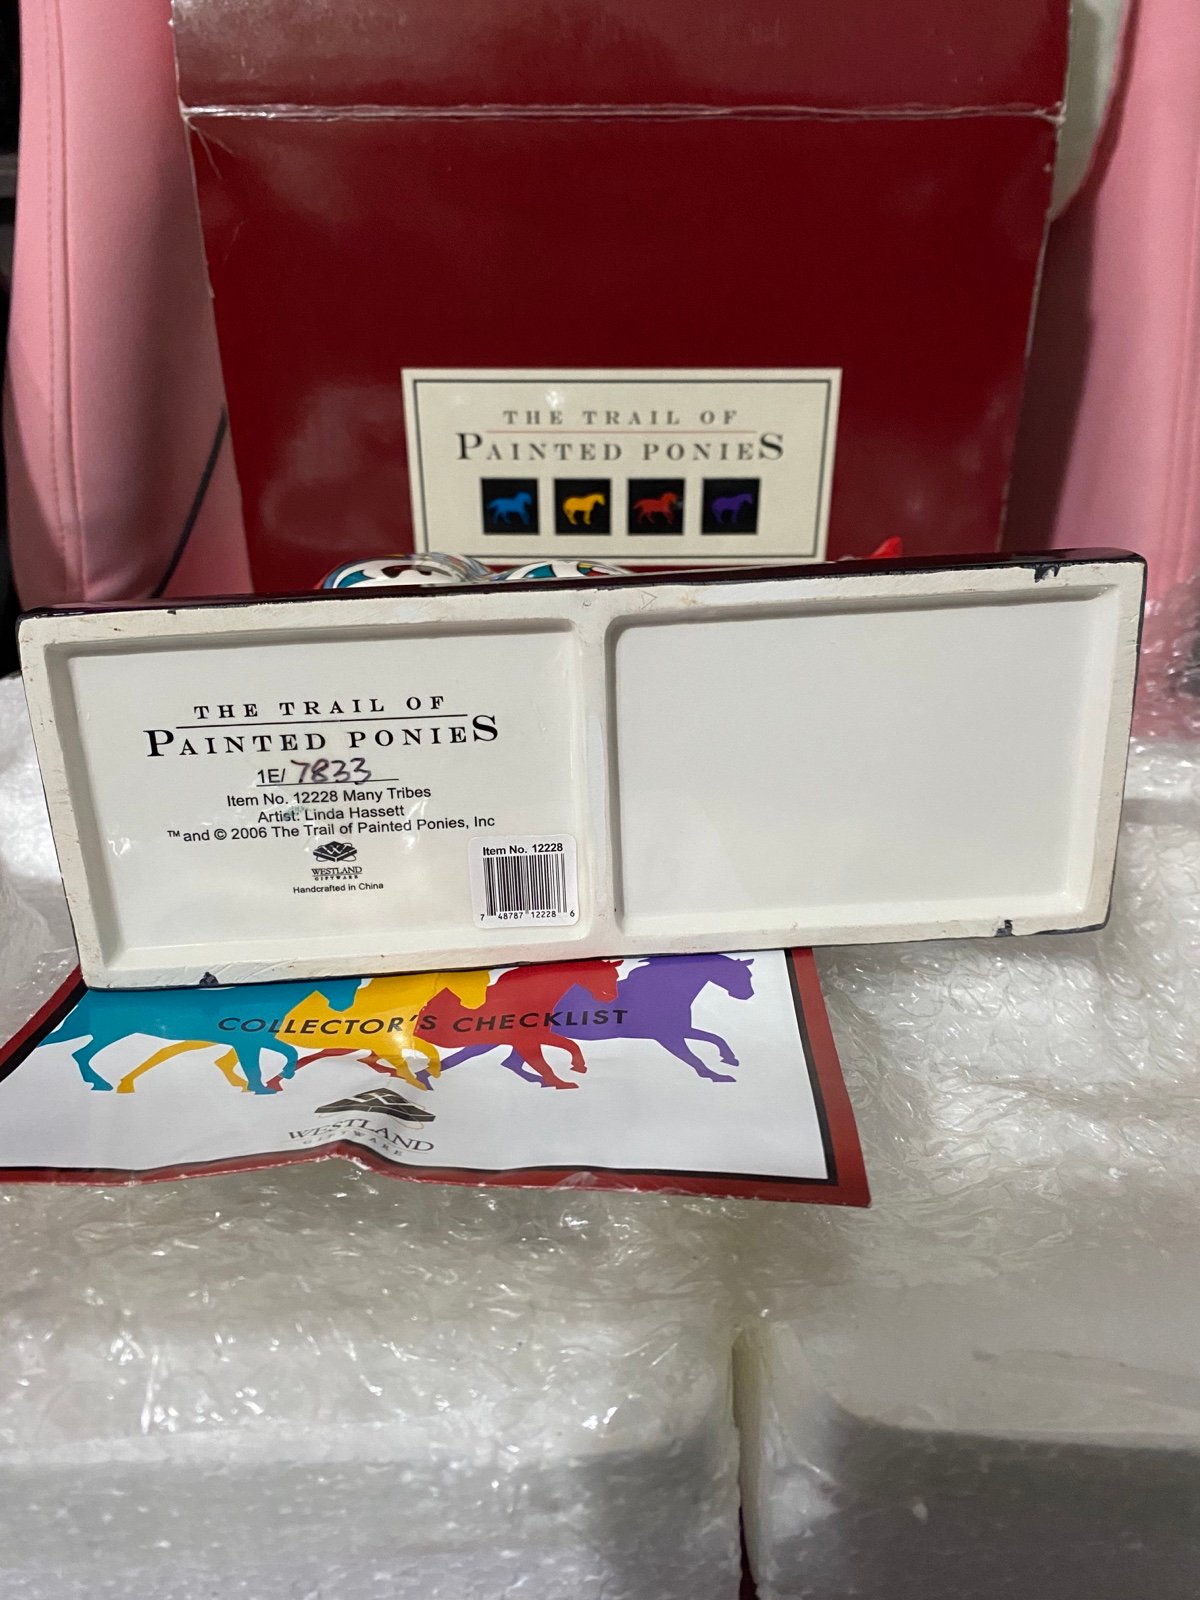 THE TRAIL OF
PAINTED PONIES
THE TRAIL OF
PAINTED PONIES
1E/ 7833
Item No. 12228 Many Tribes
Artist: Linda Hassett
™ and © 2006 The Trail of Painted Ponies, Inc
WESTLAND
GIFTWARE
Handcrafted in China
Item No. 12228
7 48787 12228 6
COLLECTOR'S CHECKLIST
WESTLAND
GIFTWARE